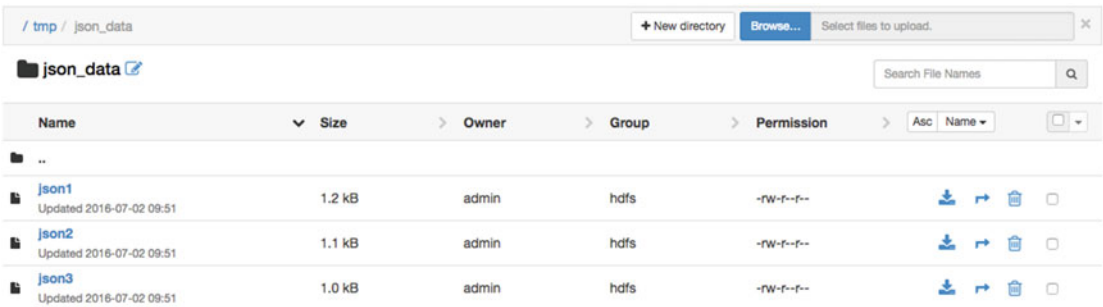 / tmp / json_data
+ New directory Browse... Select files to upload. ×
json_data
Search File Names
Name Size Owner Group Permission Asc Name
..
json1 1.2 kB admin hdfs -rw-r--r--
Updated 2016-07-02 09:51
json2 1.1 kB admin hdfs -rw-r--r--
Updated 2016-07-02 09:51
json3 1.0 kB admin hdfs -rw-r--r--
Updated 2016-07-02 09:51